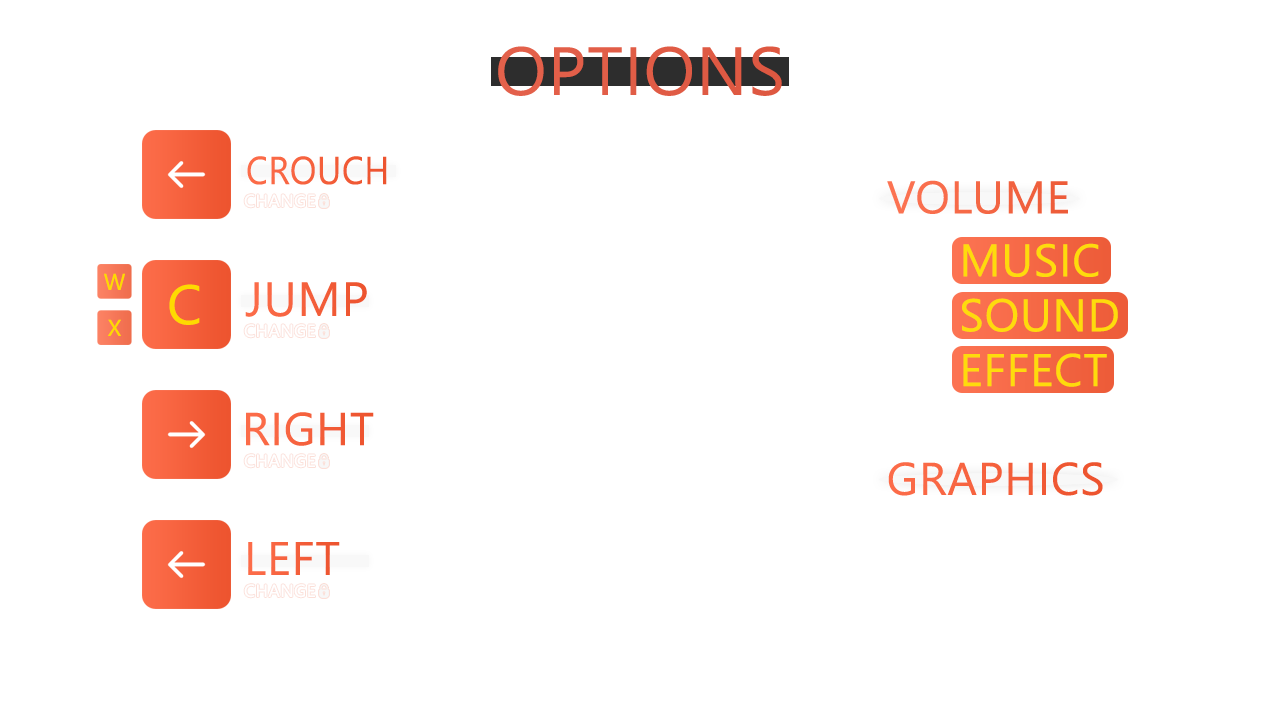 OPTIONS
CROUCH
CHANGE
W
X
C
JUMP
CHANGE
RIGHT
CHANGE
LEFT
CHANGE
VOLUME
MUSIC
SOUND
EFFECT
GRAPHICS